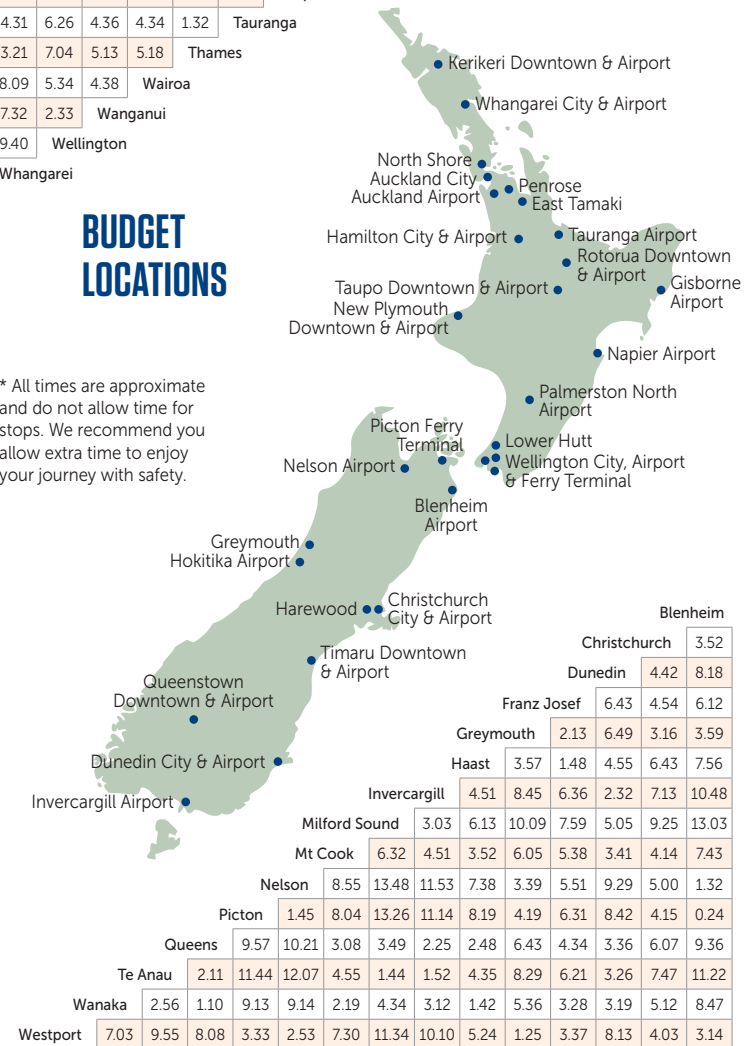 4.31 6.26 4.36 4.34 1.32 Tauranga
3.21 7.04 5.13 5.18 Thames
8.09 5.34 4.38 Wairoa
7.32 2.33 Wanganui
9.40 Wellington
Whangarei
BUDGET
LOCATIONS
* All times are approximate
and do not allow time for
stops. We recommend you
allow extra time to enjoy
your journey with safety.
Kerikeri Downtown & Airport
Whangarei City & Airport
North Shore
Auckland City
Auckland Airport
Penrose
East Tamaki
Hamilton City & Airport
Tauranga Airport
Rotorua Downtown
& Airport
Taupo Downtown & Airport
Gisborne
Airport
New Plymouth
Downtown & Airport
Napier Airport
Palmerston North
Airport
Picton Ferry
Terminal
Lower Hutt
Nelson Airport
Wellington City, Airport
& Ferry Terminal
Blenheim
Airport
Greymouth
Hokitika Airport
Harewood
Christchurch
City & Airport
Timaru Downtown
& Airport
Queenstown
Downtown & Airport
Dunedin City & Airport
Invercargill Airport
Blenheim
Christchurch 3.52
Dunedin 4.42 8.18
Franz Josef 6.43 4.54 6.12
Greymouth 2.13 6.49 3.16 3.59
Haast 3.57 1.48 4.55 6.43 7.56
Invercargill 4.51 8.45 6.36 2.32 7.13 10.48
Milford Sound 3.03 6.13 10.09 7.59 5.05 9.25 13.03
Mt Cook 6.32 4.51 3.52 6.05 5.38 3.41 4.14 7.43
Nelson 8.55 13.48 11.53 7.38 3.39 5.51 9.29 5.00 1.32
Picton 1.45 8.04 13.26 11.14 8.19 4.19 6.31 8.42 4.15 0.24
Queens 9.57 10.21 3.08 3.49 2.25 2.48 6.43 4.34 3.36 6.07 9.36
Te Anau 2.11 11.44 12.07 4.55 1.44 1.52 4.35 8.29 6.21 3.26 7.47 11.22
Wanaka 2.56 1.10 9.13 9.14 2.19 4.34 3.12 1.42 5.36 3.28 3.19 5.12 8.47
Westport 7.03 9.55 8.08 3.33 2.53 7.30 11.34 10.10 5.24 1.25 3.37 8.13 4.03 3.14